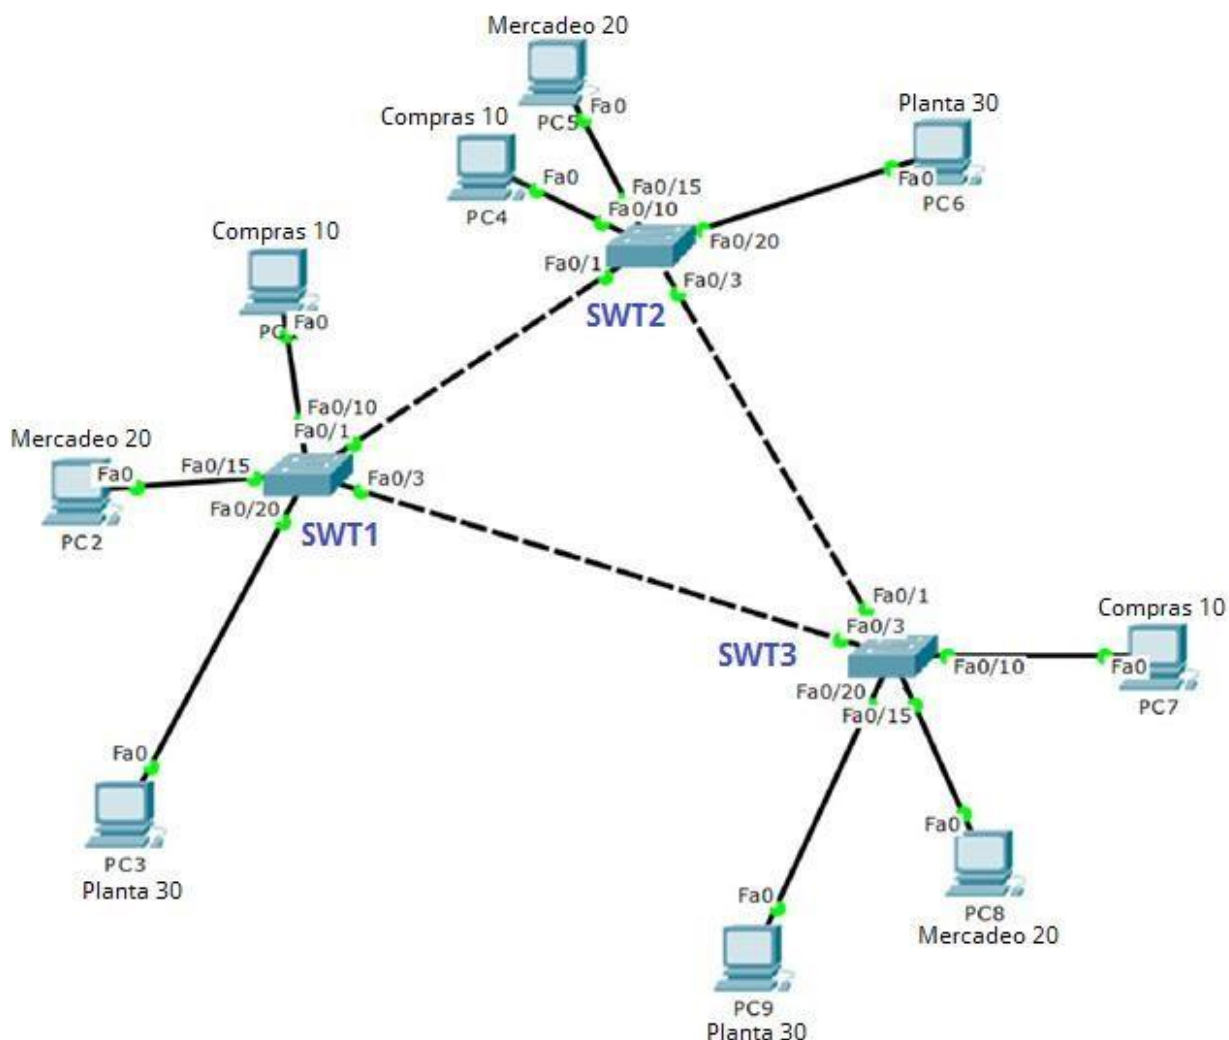 Mercadeo 20
Fa0
PC5
Compras 10
Fa0
PC4
Planta 30
Fa0
PC6
Fa0/15
Fa0/10
Fa0/20
Fa0/1
Fa0/3
SWT2
Compras 10
Fa0
Fa0/10
Fa0/1
Mercadeo 20
Fa0
PC2
Fa0/15
Fa0/3
Fa0/20
SWT1
Fa0/1
Fa0/3
SWT3
Compras 10
Fa0/10
Fa0
PC7
Fa0/20
Fa0/15
Fa0
PC3
Planta 30
Fa0
PC8
Mercadeo 20
Fa0
PC9
Planta 30